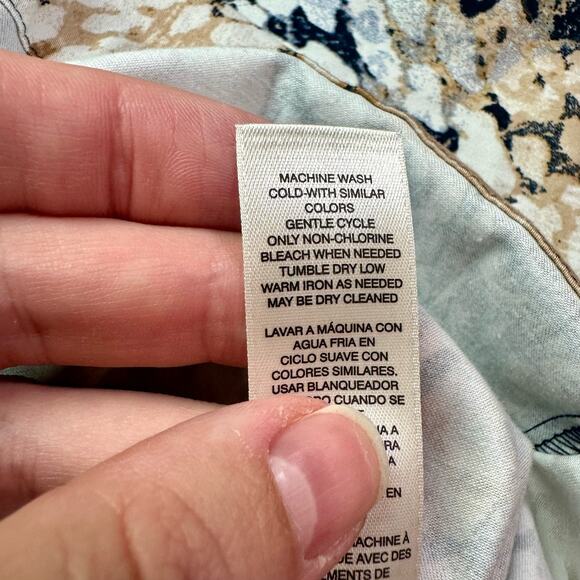 MACHINE WASH
COLD-WITH SIMILAR
COLORS
GENTLE CYCLE
ONLY NON-CHLORINE
BLEACH WHEN NEEDED
TUMBLE DRY LOW
WARM IRON AS NEEDED
MAY BE DRY CLEANED
LAVAR A MÁQUINA CON
AGUA FRIA EN
CICLO SUAVE CON
COLORES SIMILARES.
USAR BLANQUEADOR
CUANDO SE
A
EN
AVEC DES
DE